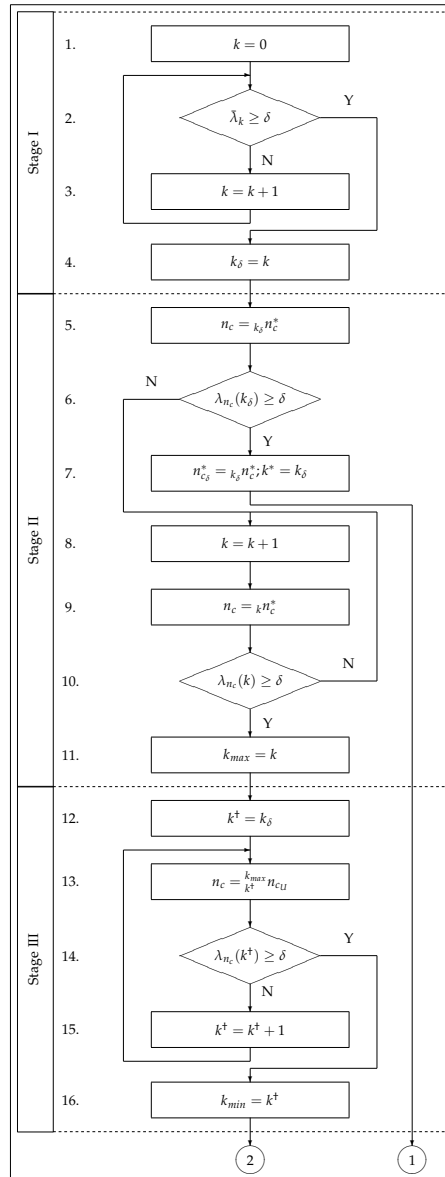 Stage I
1.
k = 0
2.
λ̄_k ≥ δ
Y
N
3.
k = k + 1
4.
k_δ = k
Stage II
5.
n_c = _{k_δ}n_c^*
N
6.
λ_{n_c}(k_δ) ≥ δ
Y
7.
n_{c_δ}^* = _{k_δ}n_c^*; k^* = k_δ
8.
k = k + 1
9.
n_c = _k n_c^*
10.
λ_{n_c}(k) ≥ δ
N
Y
11.
k_{max} = k
Stage III
12.
k^† = k_δ
13.
n_c = ^{k_{max}}_{k^†} n_{c_U}
14.
λ_{n_c}(k^†) ≥ δ
Y
N
15.
k^† = k^† + 1
16.
k_{min} = k^†
2
1